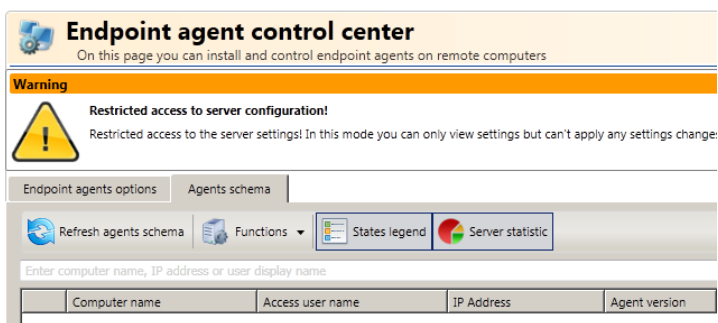 Endpoint agent control center
On this page you can install and control endpoint agents on remote computers
Warning
Restricted access to server configuration!
Restricted access to the server settings! In this mode you can only view settings but can't apply any settings changes
Endpoint agents options Agents schema
Refresh agents schema Functions States legend Server statistic
Enter computer name, IP address or user display name
Computer name Access user name IP Address Agent version